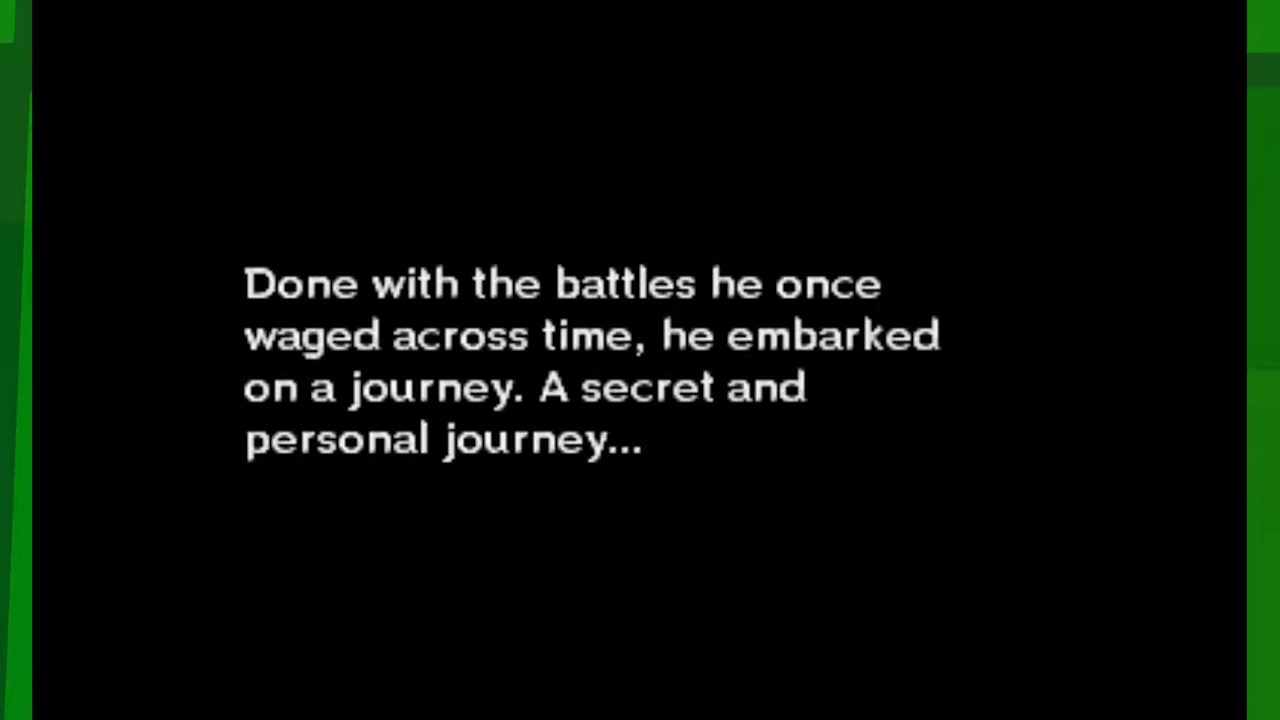 Done with the battles he once
waged across time, he embarked
on a journey. A secret and
personal journey...